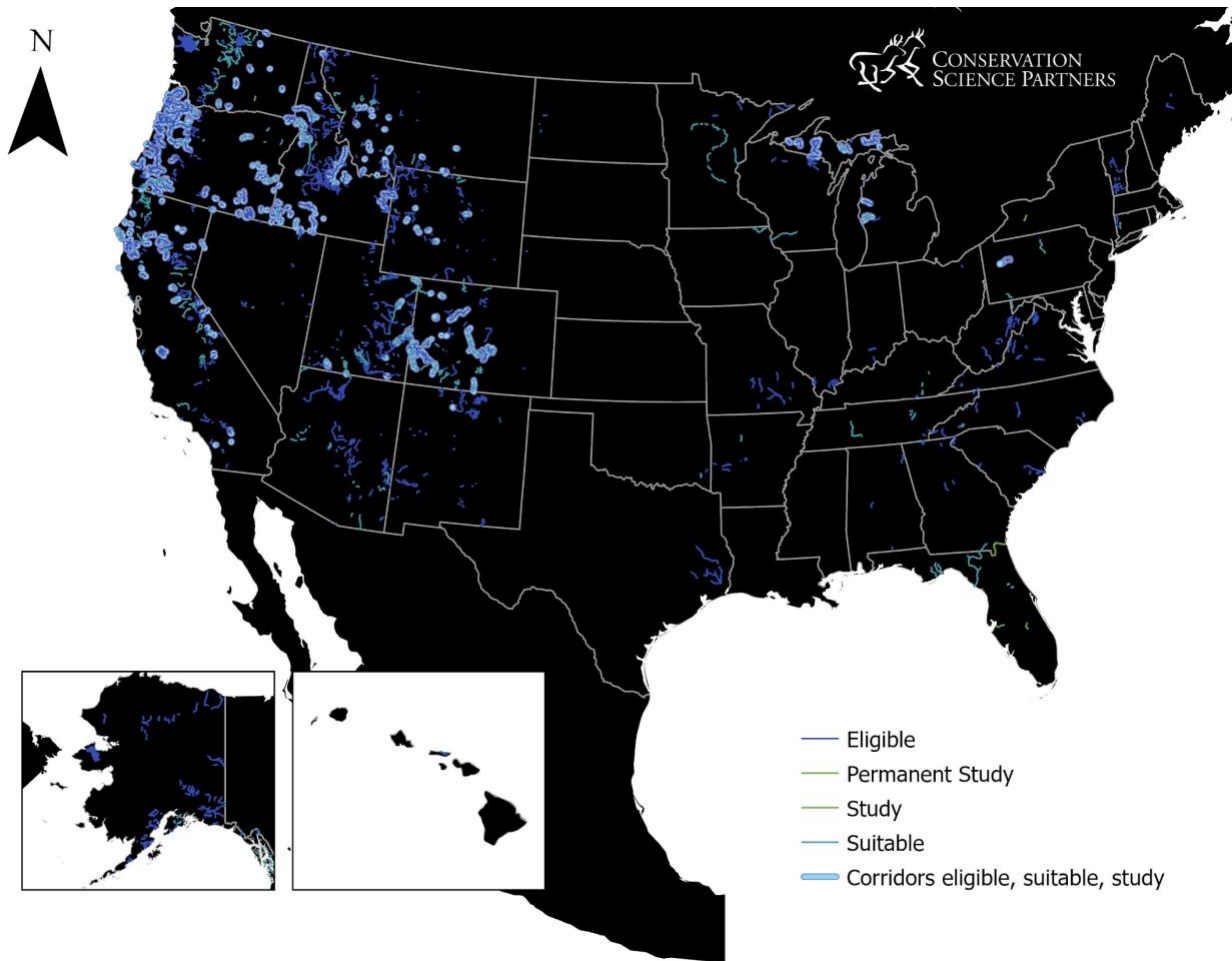 N
CONSERVATION
SCIENCE PARTNERS
Eligible
Permanent Study
Study
Suitable
Corridors eligible, suitable, study